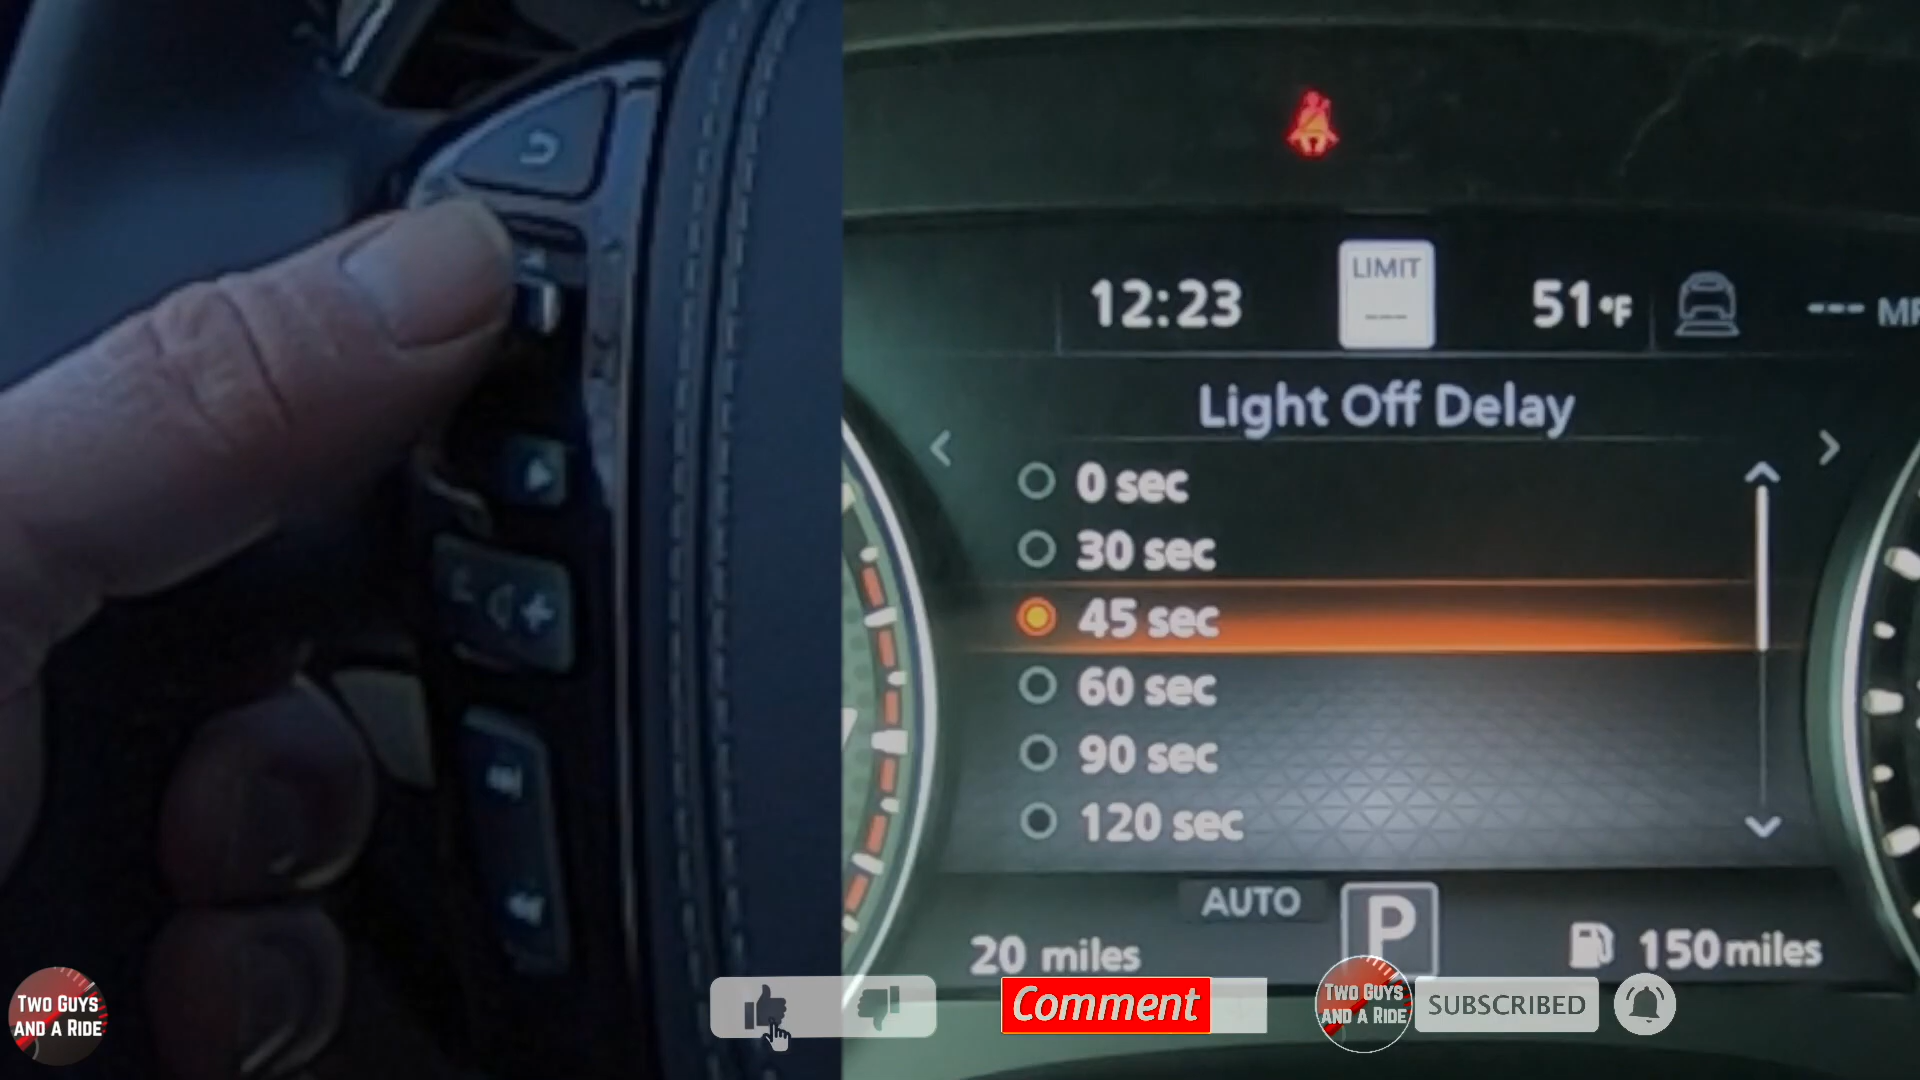 12:23
LIMIT
51°F
Light Off Delay
0 sec
30 sec
45 sec
60 sec
90 sec
120 sec
AUTO
P
20 miles
150 miles
TWO GUYS
AND A RIDE
Comment
TWO GUYS
AND A RIDE
SUBSCRIBED